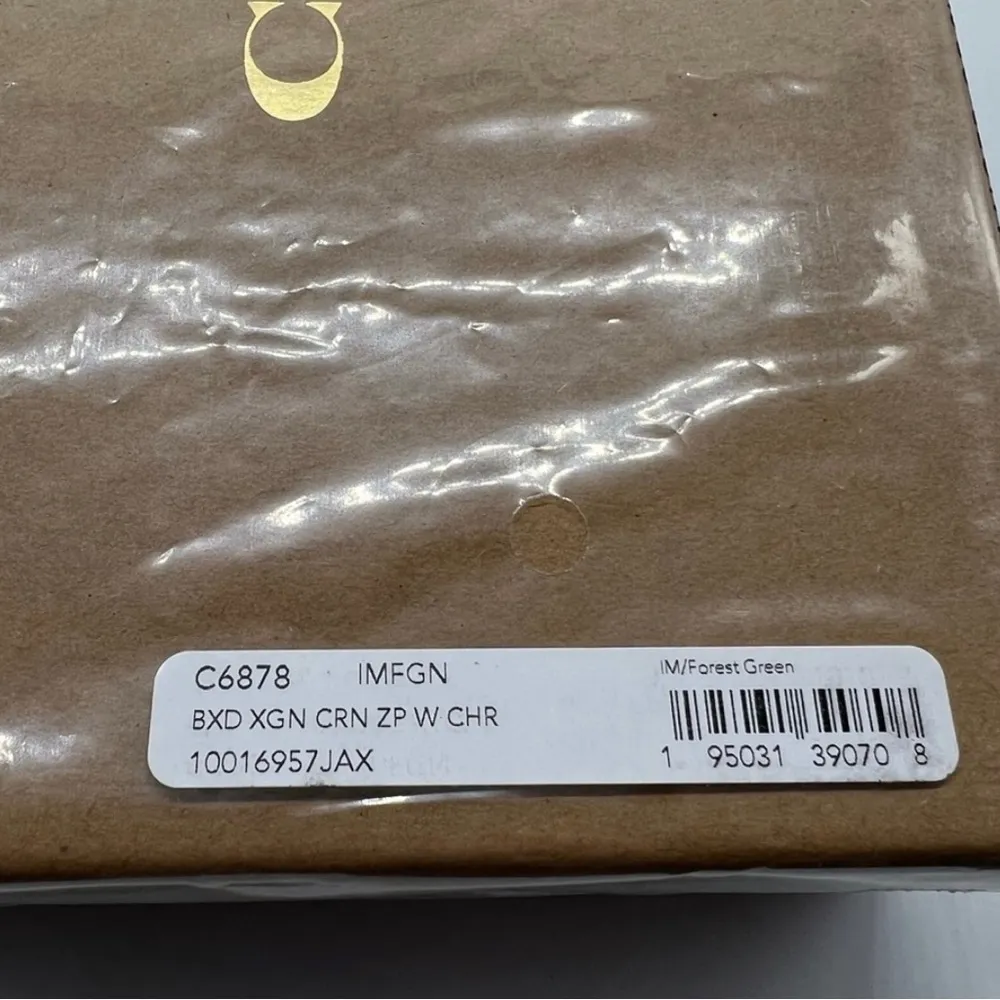 C
C6878 IMFGN
BXD XGN CRN ZP W CHR
10016957JAX
IM/Forest Green
1 95031 39070 8